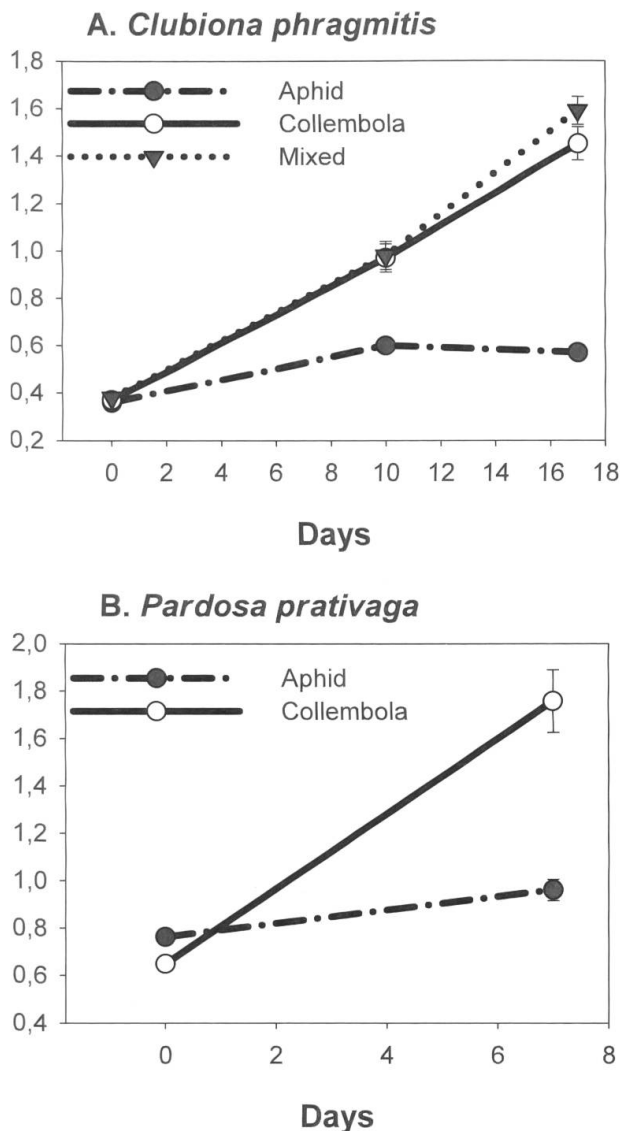 A. Clubiona phragmitis
1,8
1,6
1,4
1,2
1,0
0,8
0,6
0,4
0,2
Aphid
Collembola
Mixed
0 2 4 6 8 10 12 14 16 18
Days
B. Pardosa prativaga
2,0
1,8
1,6
1,4
1,2
1,0
0,8
0,6
0,4
Aphid
Collembola
0 2 4 6 8
Days